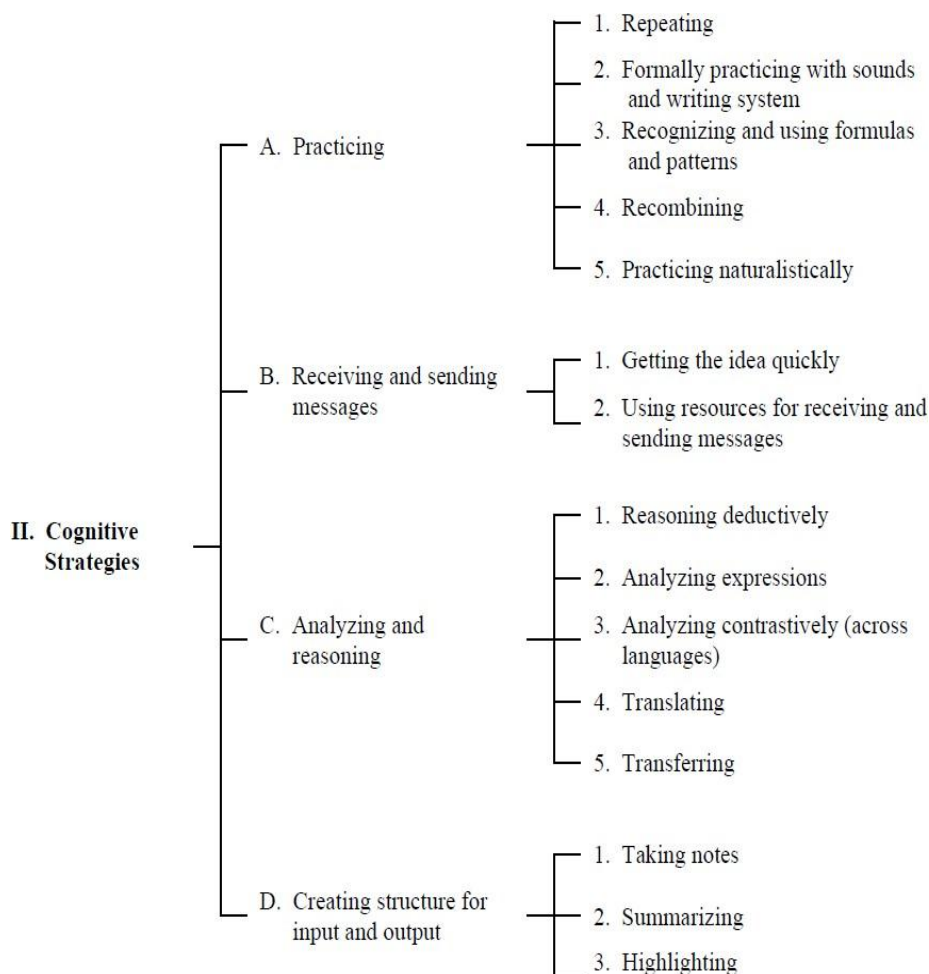 II. Cognitive
Strategies
A. Practicing
1. Repeating
2. Formally practicing with sounds
and writing system
3. Recognizing and using formulas
and patterns
4. Recombining
5. Practicing naturalistically
B. Receiving and sending
messages
1. Getting the idea quickly
2. Using resources for receiving and
sending messages
C. Analyzing and
reasoning
1. Reasoning deductively
2. Analyzing expressions
3. Analyzing contrastively (across
languages)
4. Translating
5. Transferring
D. Creating structure for
input and output
1. Taking notes
2. Summarizing
3. Highlighting